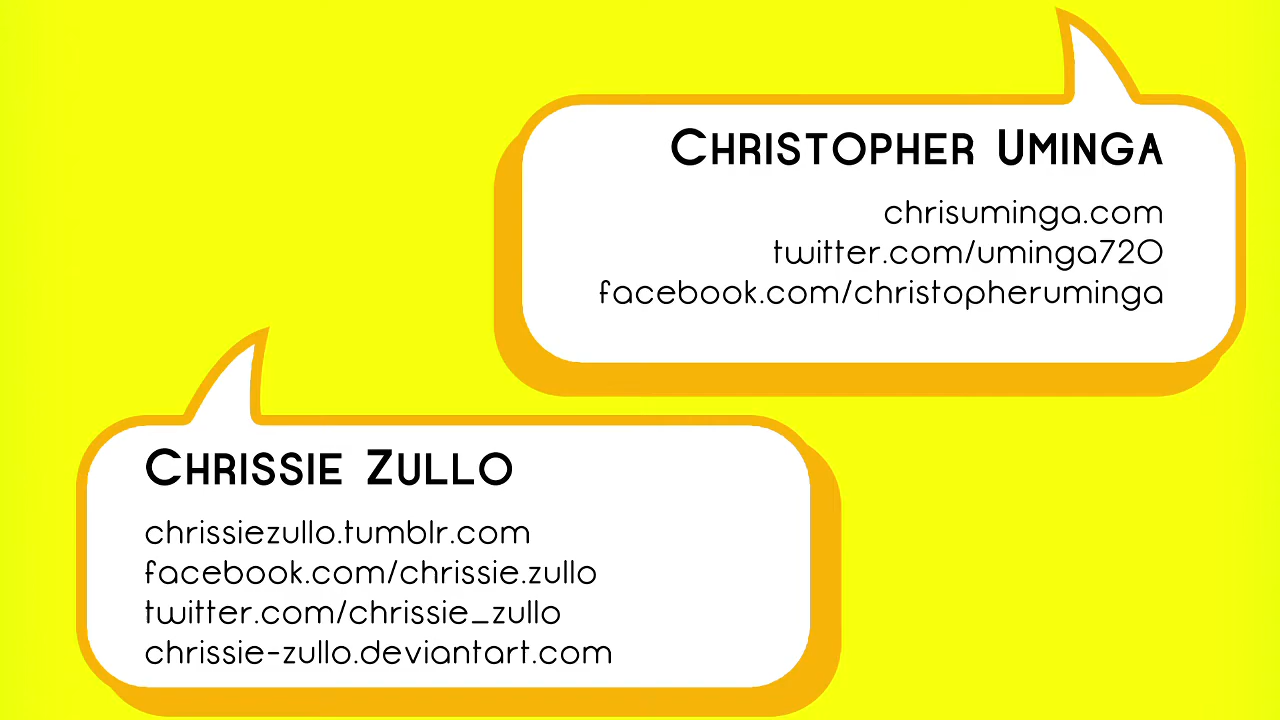 Christopher Uminga
chrisuminga.com
twitter.com/uminga720
facebook.com/christopheruminga
Chrissie Zullo
chrissiezullo.tumblr.com
facebook.com/chrissie.zullo
twitter.com/chrissie_zullo
chrissie-zullo.deviantart.com